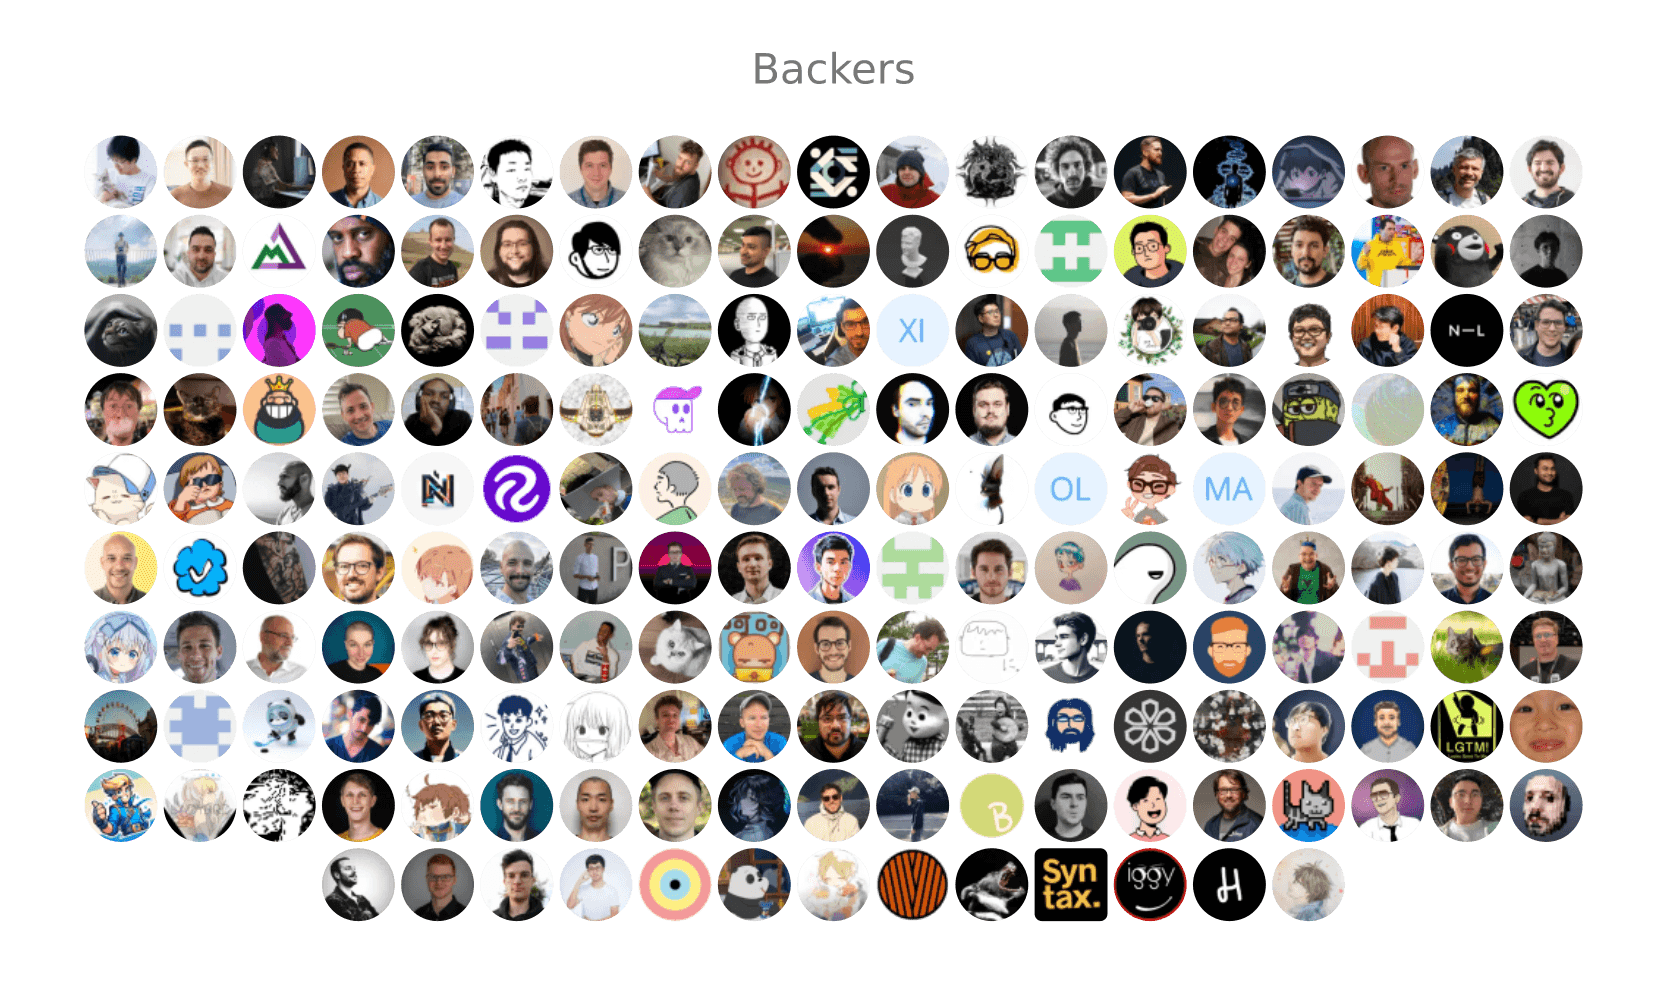 Backers
XI
N—L
OL
MA
P
LGTM!
B
Syn
tax.
iggy
H